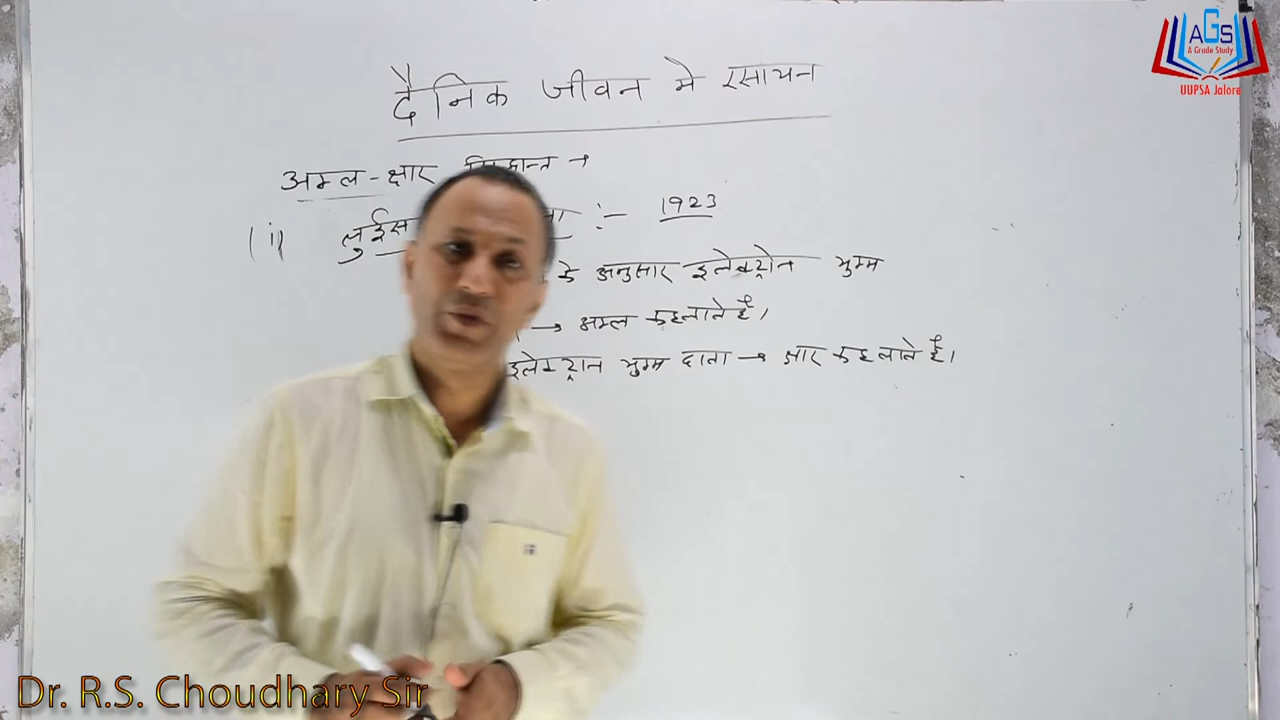 AGS
A Grade Study
UUPSA Jalore
दैनिक जीवन मे रसायन
अम्ल - क्षार →
(i) लुईस :- 1923
के अनुसार इलेक्ट्रोन युग्म
→ अम्ल कहलाते है।
इलेक्ट्रान युग्म दाता → क्षार कहलाते है।
Dr. R.S. Choudhary Sir